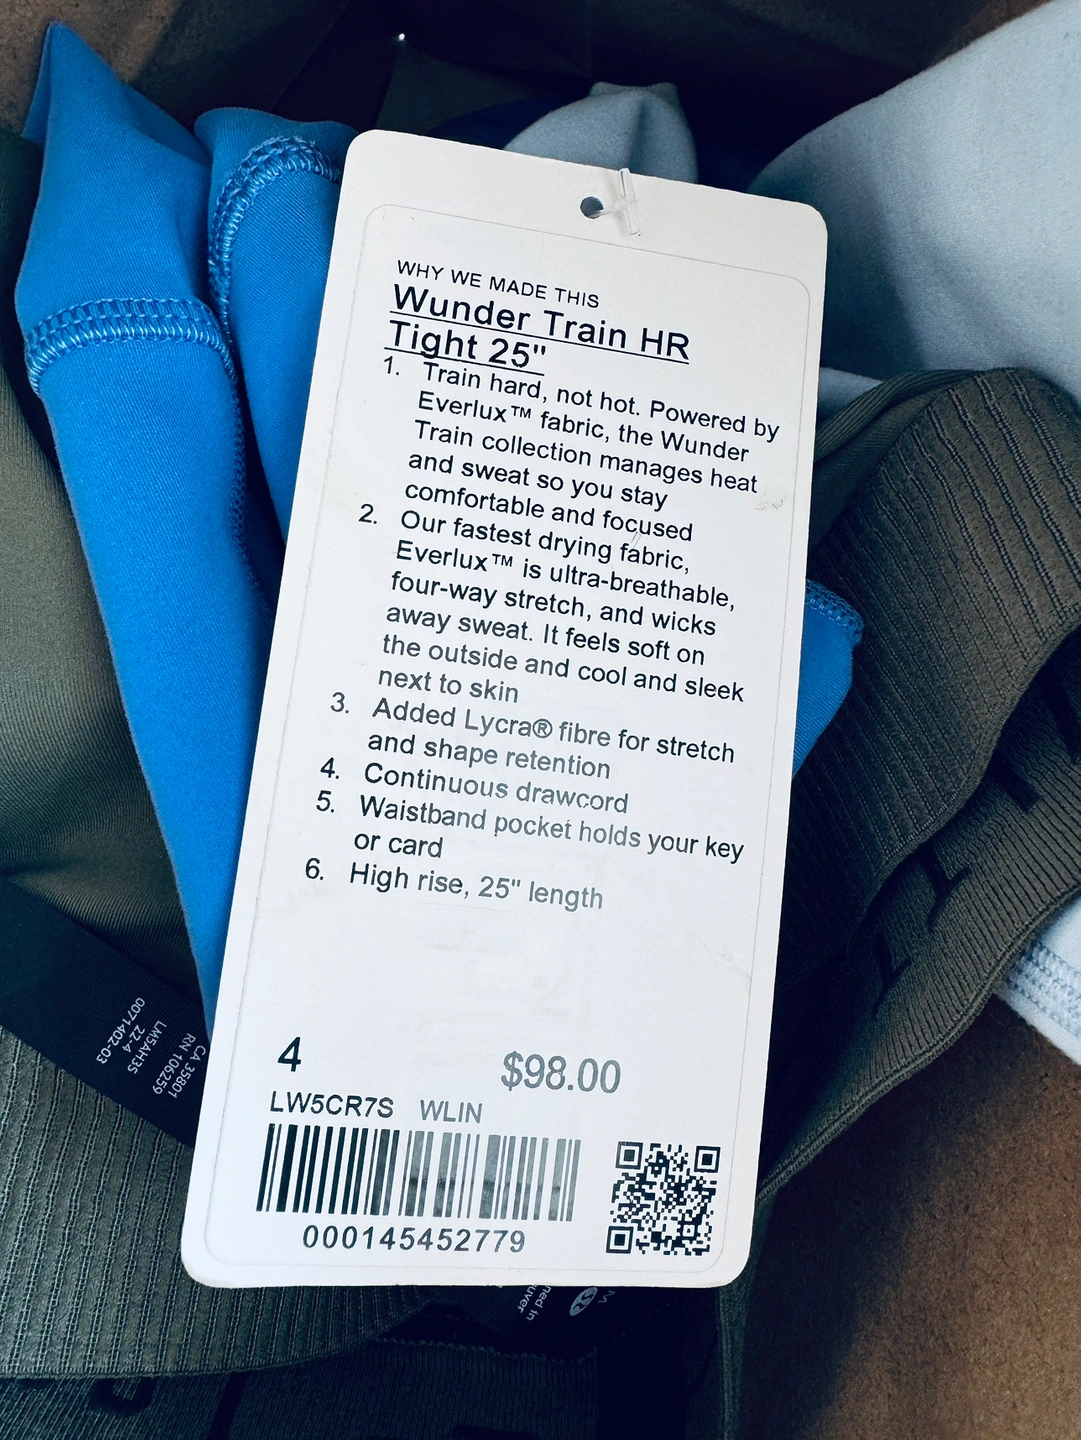 WHY WE MADE THIS
Wunder Train HR
Tight 25"
1. Train hard, not hot. Powered by
Everlux™ fabric, the Wunder
Train collection manages heat
and sweat so you stay
comfortable and focused
2. Our fastest drying fabric,
Everlux™ is ultra-breathable,
four-way stretch, and wicks
away sweat. It feels soft on
the outside and cool and sleek
next to skin
3. Added Lycra® fibre for stretch
and shape retention
4. Continuous drawcord
5. Waistband pocket holds your key
or card
6. High rise, 25" length
4 $98.00
LW5CR7S WLIN
000145452779
CA 35801
RN 106259
LM5AH3S
22-4
0071402-03